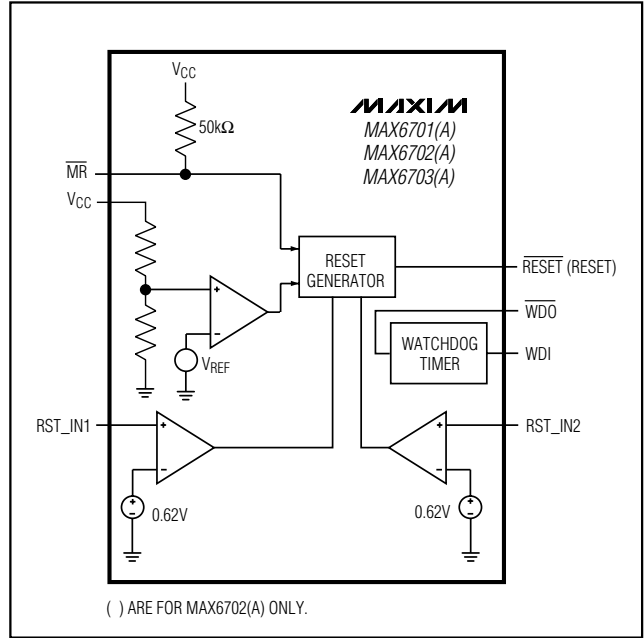 VCC
MAXIM
50kΩ
MAX6701(A)
MAX6702(A)
MAX6703(A)
MR
VCC
RESET
GENERATOR
RESET (RESET)
+
−
VREF
WDO
WATCHDOG
TIMER
WDI
RST_IN1
+
−
+
−
0.62V
RST_IN2
+
−
+
−
0.62V
( ) ARE FOR MAX6702(A) ONLY.